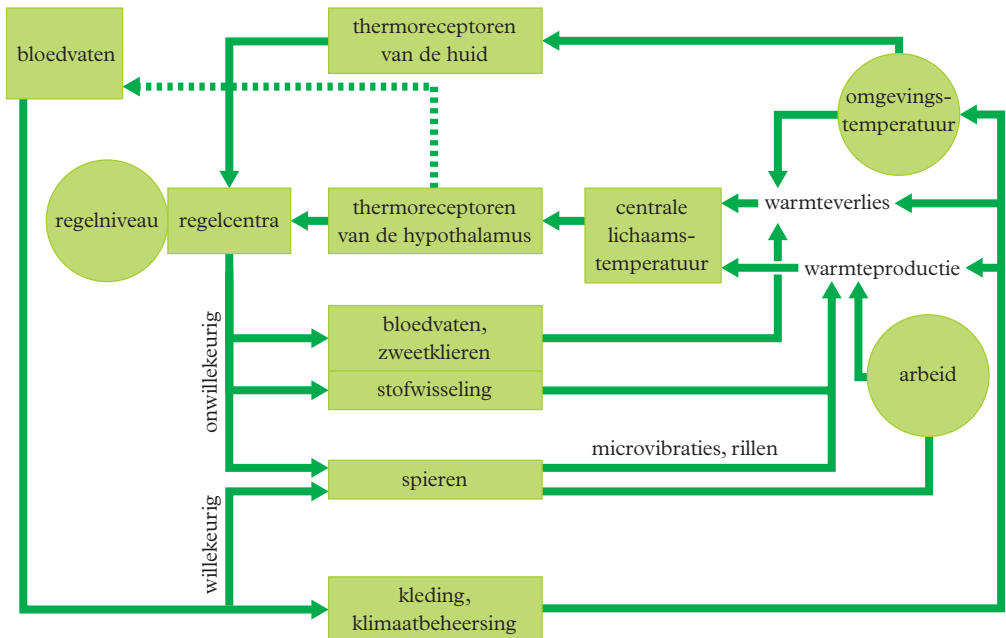 bloedvaten
thermoreceptoren
van de huid
omgevings-
temperatuur
regelniveau
regelcentra
thermoreceptoren
van de hypothalamus
centrale
lichaams-
temperatuur
warmteverlies
warmteproductie
onwillekeurig
bloedvaten,
zweetklieren
stofwisseling
arbeid
microvibraties, rillen
spieren
willekeurig
kleding,
klimaatbeheersing